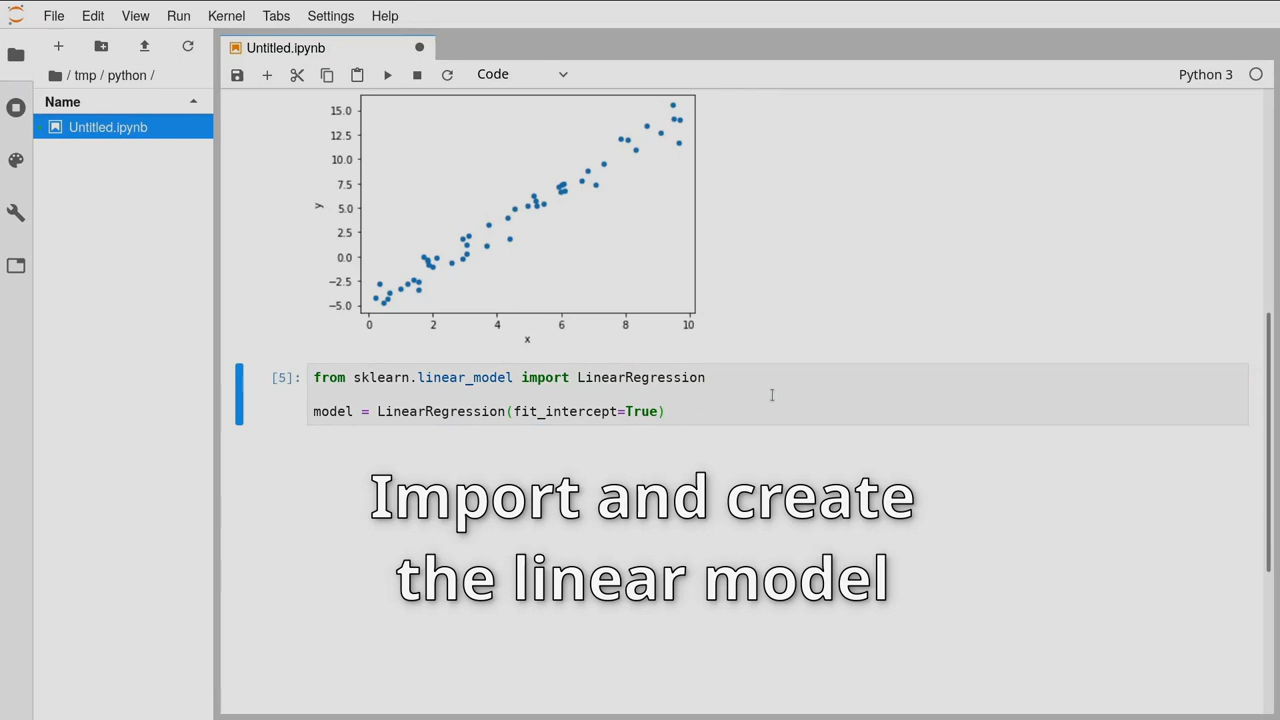 File Edit View Run Kernel Tabs Settings Help
/ tmp / python /
Name
Untitled.ipynb
Untitled.ipynb
Code
Python 3
15.0
12.5
10.0
7.5
5.0
2.5
0.0
−2.5
−5.0
y
0 2 4 6 8 10
x
[5]:
from sklearn.linear_model import LinearRegression
model = LinearRegression(fit_intercept=True)
Import and create
the linear model